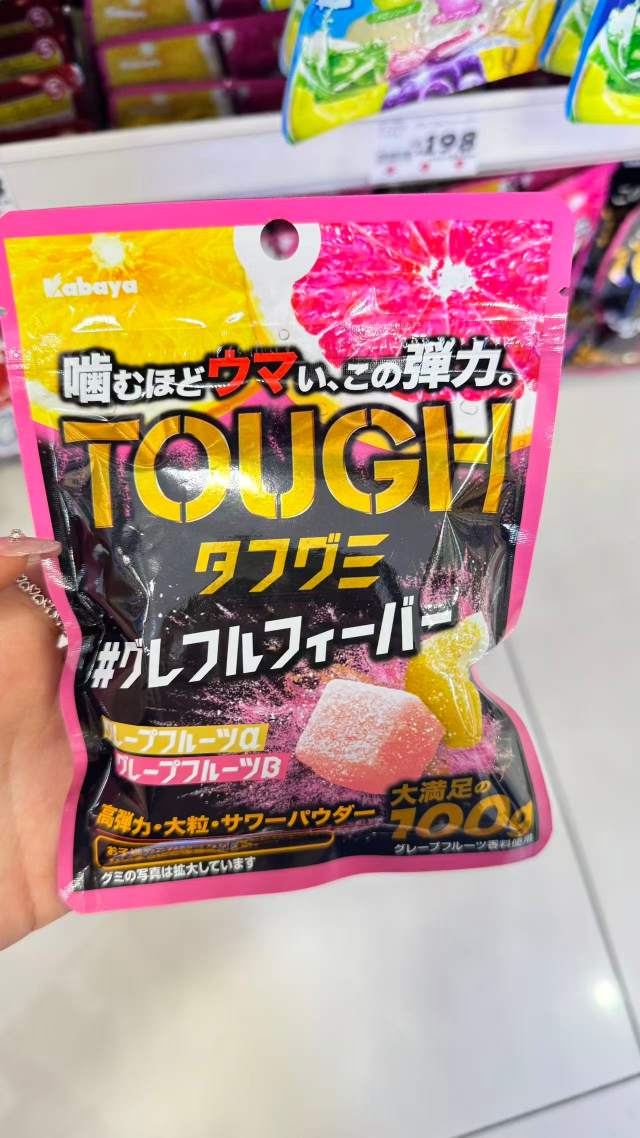 198
Kabaya
噛むほどウマい、この弾力。
TOUGH
タフグミ
#グレフルフィーバー
グレープフルーツα
グレープフルーツβ
高弾力・大粒・サワーパウダー
大満足の
100g
グレープフルーツ香料使用
グミの写真は拡大しています